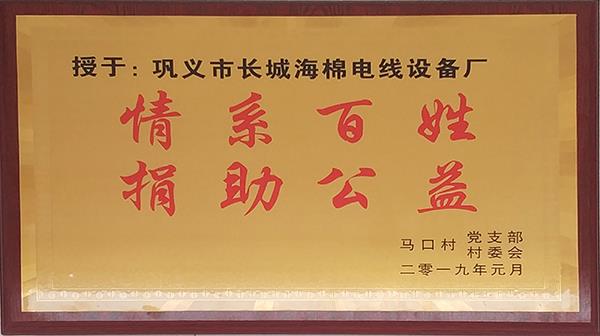 授于：巩义市长城海棉电线设备厂
情系百姓
捐助公益
马口村 党支部
村委会
二零一九年元月